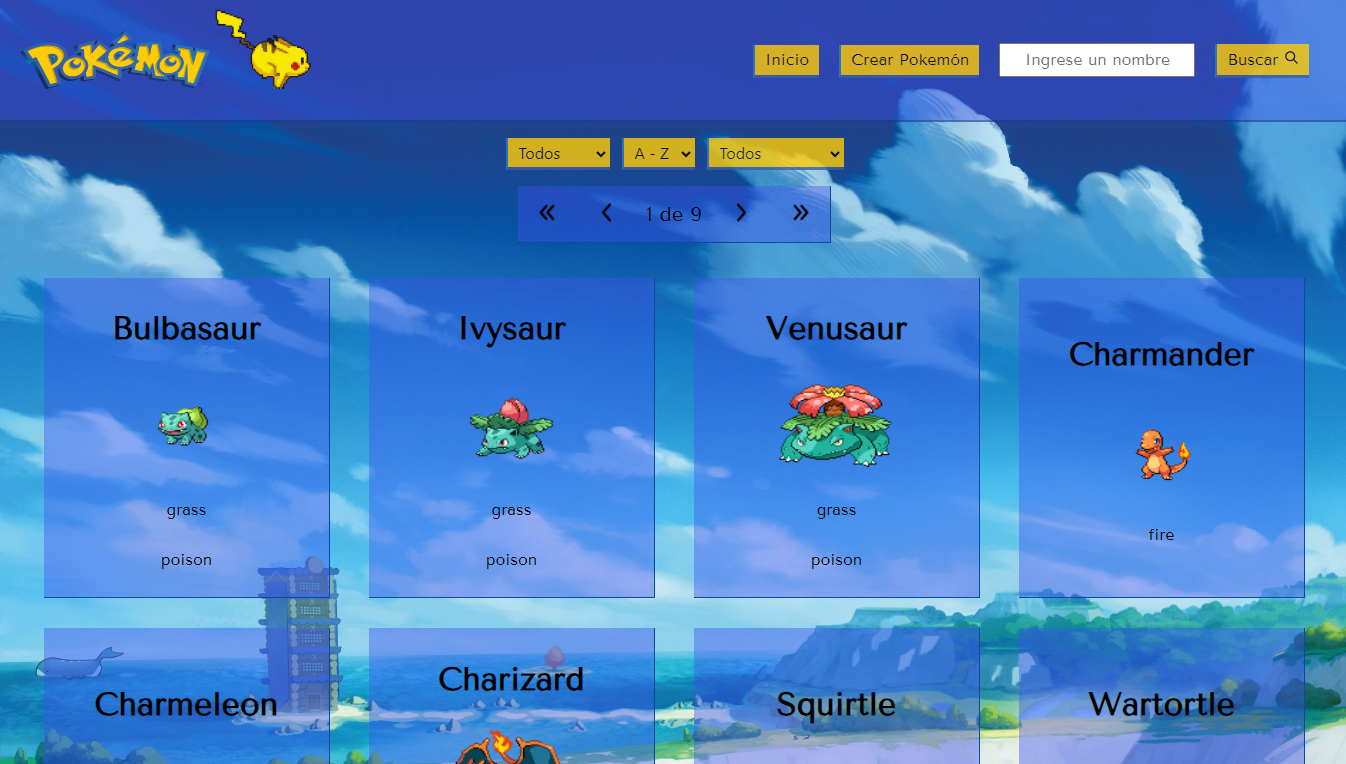 Pokémon
Inicio
Crear Pokemón
Ingrese un nombre
Buscar
Todos
A - Z
Todos
1 de 9
Bulbasaur
grass
poison
Ivysaur
grass
poison
Venusaur
grass
poison
Charmander
fire
Charmeleon
Charizard
Squirtle
Wartortle